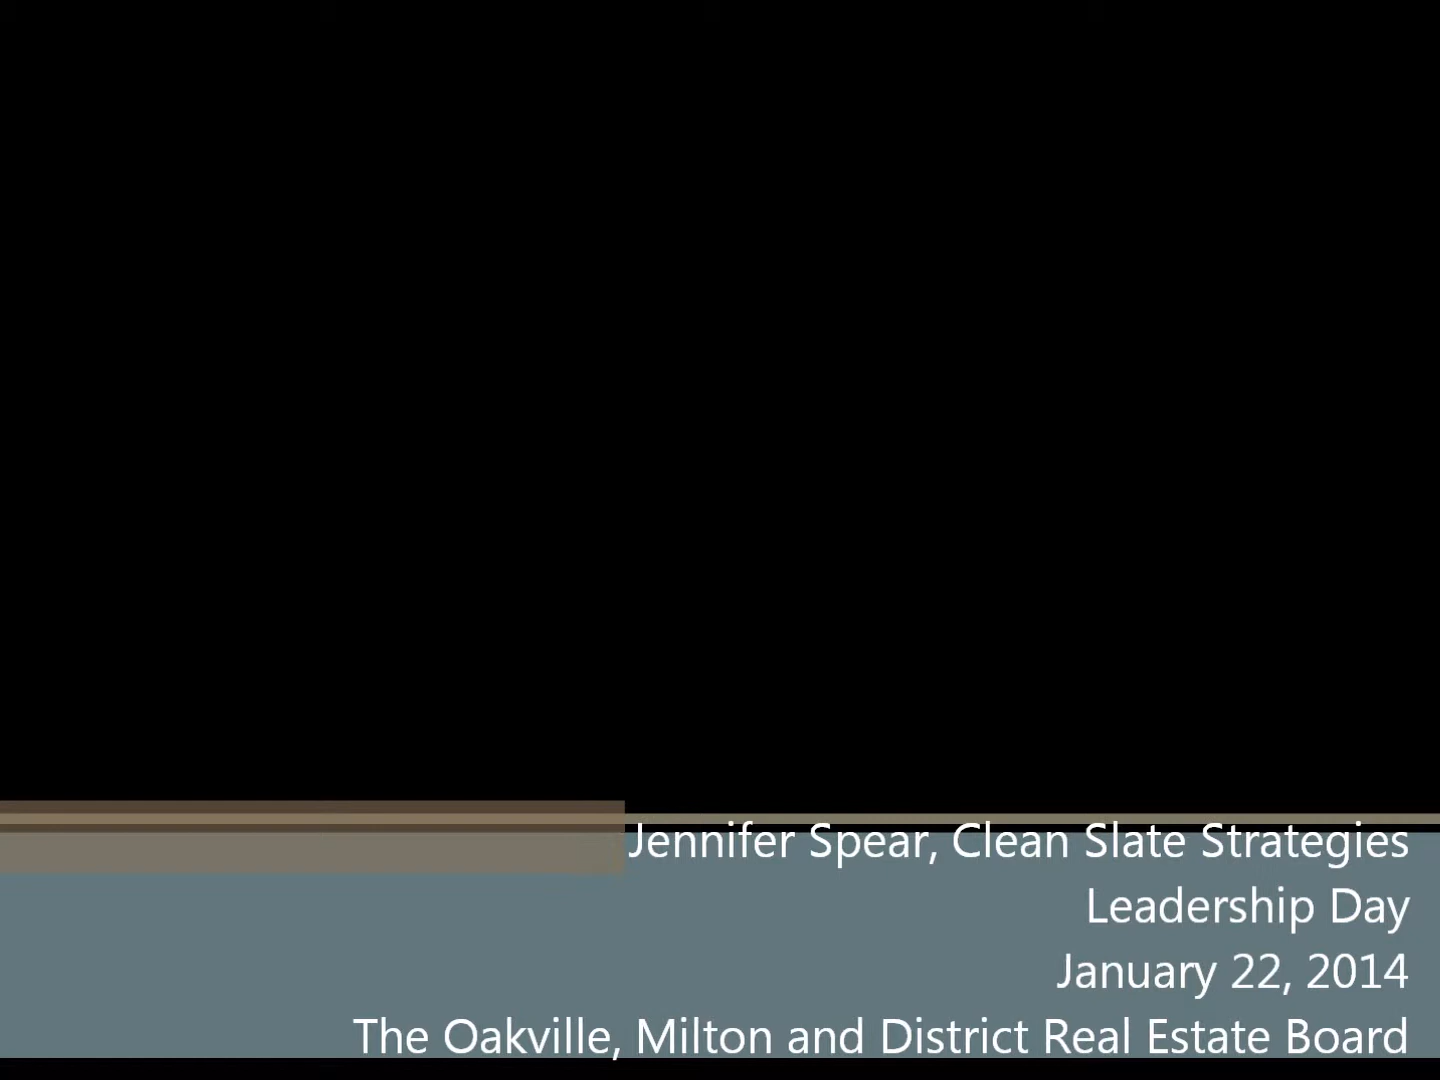 Jennifer Spear, Clean Slate Strategies
Leadership Day
January 22, 2014
The Oakville, Milton and District Real Estate Board